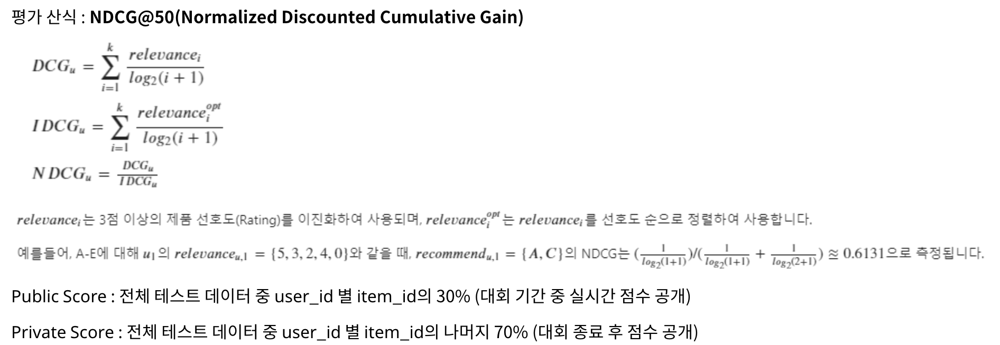 평가 산식 : NDCG@50(Normalized Discounted Cumulative Gain)
$DCG_u = \sum_{i=1}^{k} \frac{relevance_i}{log_2(i + 1)}$
$IDCG_u = \sum_{i=1}^{k} \frac{relevance_i^{opt}}{log_2(i + 1)}$
$NDCG_u = \frac{DCG_u}{IDCG_u}$
$relevance_i$는 3점 이상의 제품 선호도(Rating)를 이진화하여 사용되며, $relevance_i^{opt}$는 $relevance_i$를 선호도 순으로 정렬하여 사용합니다.
예를들어, A-E에 대해 $u_1$의 $relevance_{u,1} = \{5, 3, 2, 4, 0\}$와 같을 때, $recommend_{u,1} = \{A, C\}$의 NDCG는 $(\frac{1}{log_2(1+1)})/(\frac{1}{log_2(1+1)} + \frac{1}{log_2(2+1)}) \approxeq 0.6131$으로 측정됩니다.
Public Score : 전체 테스트 데이터 중 user_id 별 item_id의 30% (대회 기간 중 실시간 점수 공개)
Private Score : 전체 테스트 데이터 중 user_id 별 item_id의 나머지 70% (대회 종료 후 점수 공개)